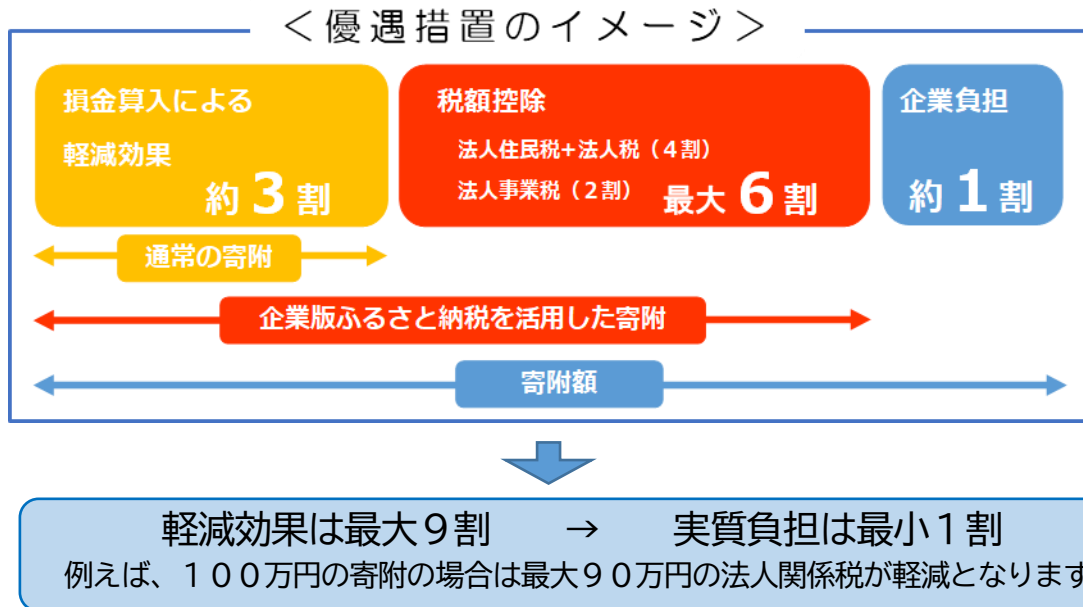 ＜優遇措置のイメージ＞
損金算入による
軽減効果
約3割
税額控除
法人住民税+法人税（４割）
法人事業税（２割）
最大6割
企業負担
約1割
通常の寄附
企業版ふるさと納税を活用した寄附
寄附額
軽減効果は最大９割　→　実質負担は最小１割
例えば、１００万円の寄附の場合は最大９０万円の法人関係税が軽減となります